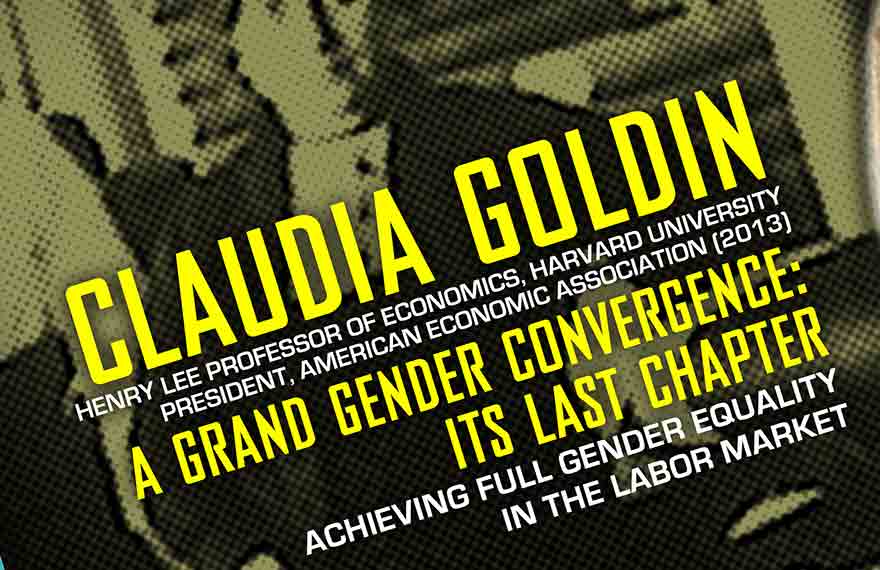 CLAUDIA GOLDIN
HENRY LEE PROFESSOR OF ECONOMICS, HARVARD UNIVERSITY
PRESIDENT, AMERICAN ECONOMIC ASSOCIATION (2013)
A GRAND GENDER CONVERGENCE:
ITS LAST CHAPTER
ACHIEVING FULL GENDER EQUALITY
IN THE LABOR MARKET